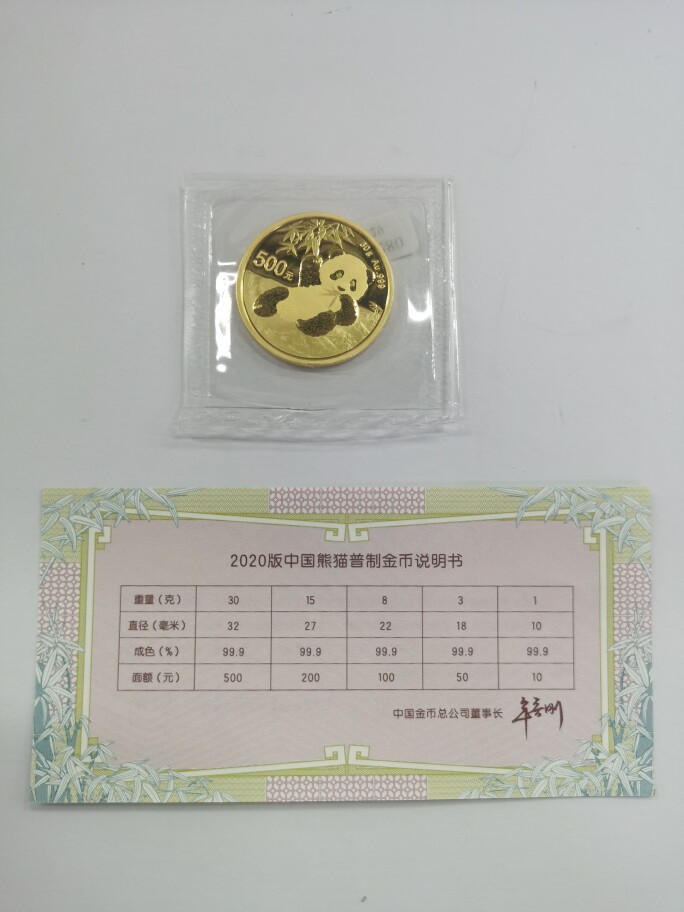 500元
30g Au .999
2020版中国熊猫普制金币说明书
重量（克） 30 15 8 3 1
直径（毫米） 32 27 22 18 10
成色（%） 99.9 99.9 99.9 99.9 99.9
面额（元） 500 200 100 50 10
中国金币总公司董事长